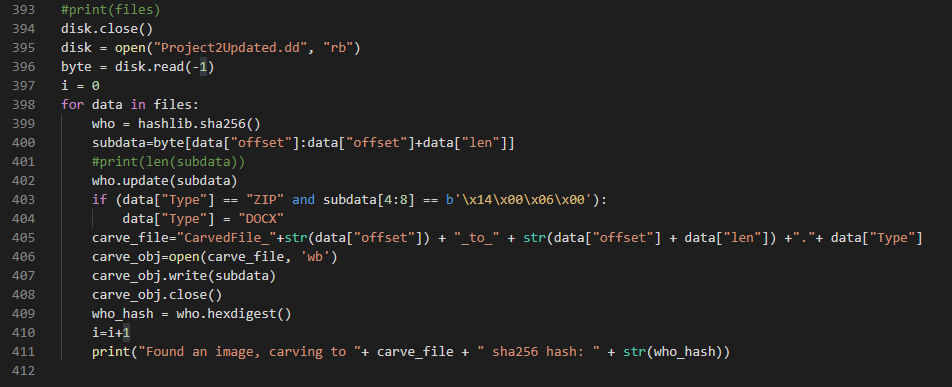 393 #print(files)
394 disk.close()
395 disk = open("Project2Updated.dd", "rb")
396 byte = disk.read(-1)
397 i = 0
398 for data in files:
399     who = hashlib.sha256()
400     subdata=byte[data["offset"]:data["offset"]+data["len"]]
401     #print(len(subdata))
402     who.update(subdata)
403     if (data["Type"] == "ZIP" and subdata[4:8] == b'\x14\x00\x06\x00'):
404         data["Type"] = "DOCX"
405     carve_file="CarvedFile_"+str(data["offset"]) + "_to_" + str(data["offset"] + data["len"]) +"."+ data["Type"]
406     carve_obj=open(carve_file, 'wb')
407     carve_obj.write(subdata)
408     carve_obj.close()
409     who_hash = who.hexdigest()
410     i=i+1
411     print("Found an image, carving to "+ carve_file + " sha256 hash: " + str(who_hash))
412